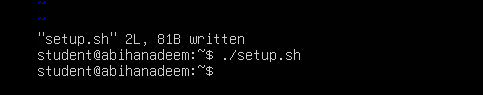 ~
~
"setup.sh" 2L, 81B written
student@abihanadeem:~$ ./setup.sh
student@abihanadeem:~$